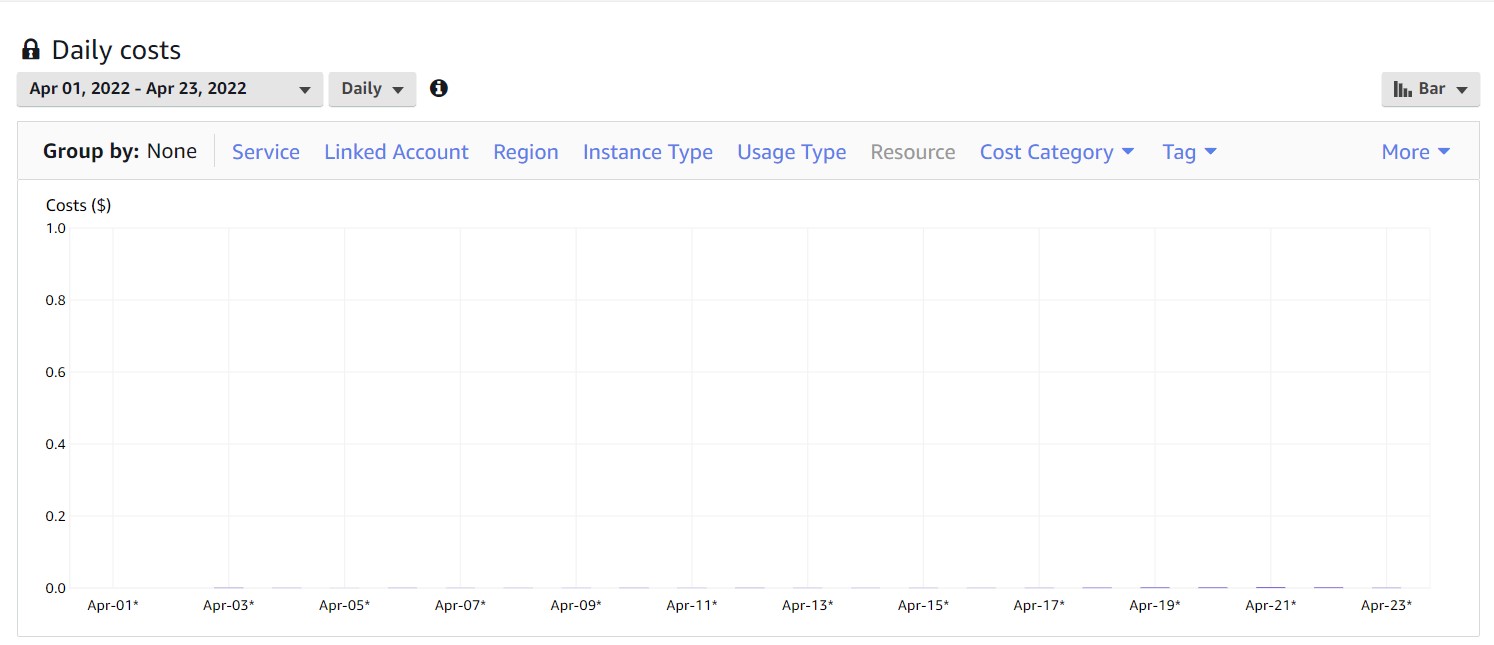 Daily costs
Apr 01, 2022 - Apr 23, 2022 Daily Bar
Group by: None Service Linked Account Region Instance Type Usage Type Resource Cost Category Tag More
Costs ($)
1.0
0.8
0.6
0.4
0.2
0.0
Apr-01* Apr-03* Apr-05* Apr-07* Apr-09* Apr-11* Apr-13* Apr-15* Apr-17* Apr-19* Apr-21* Apr-23*